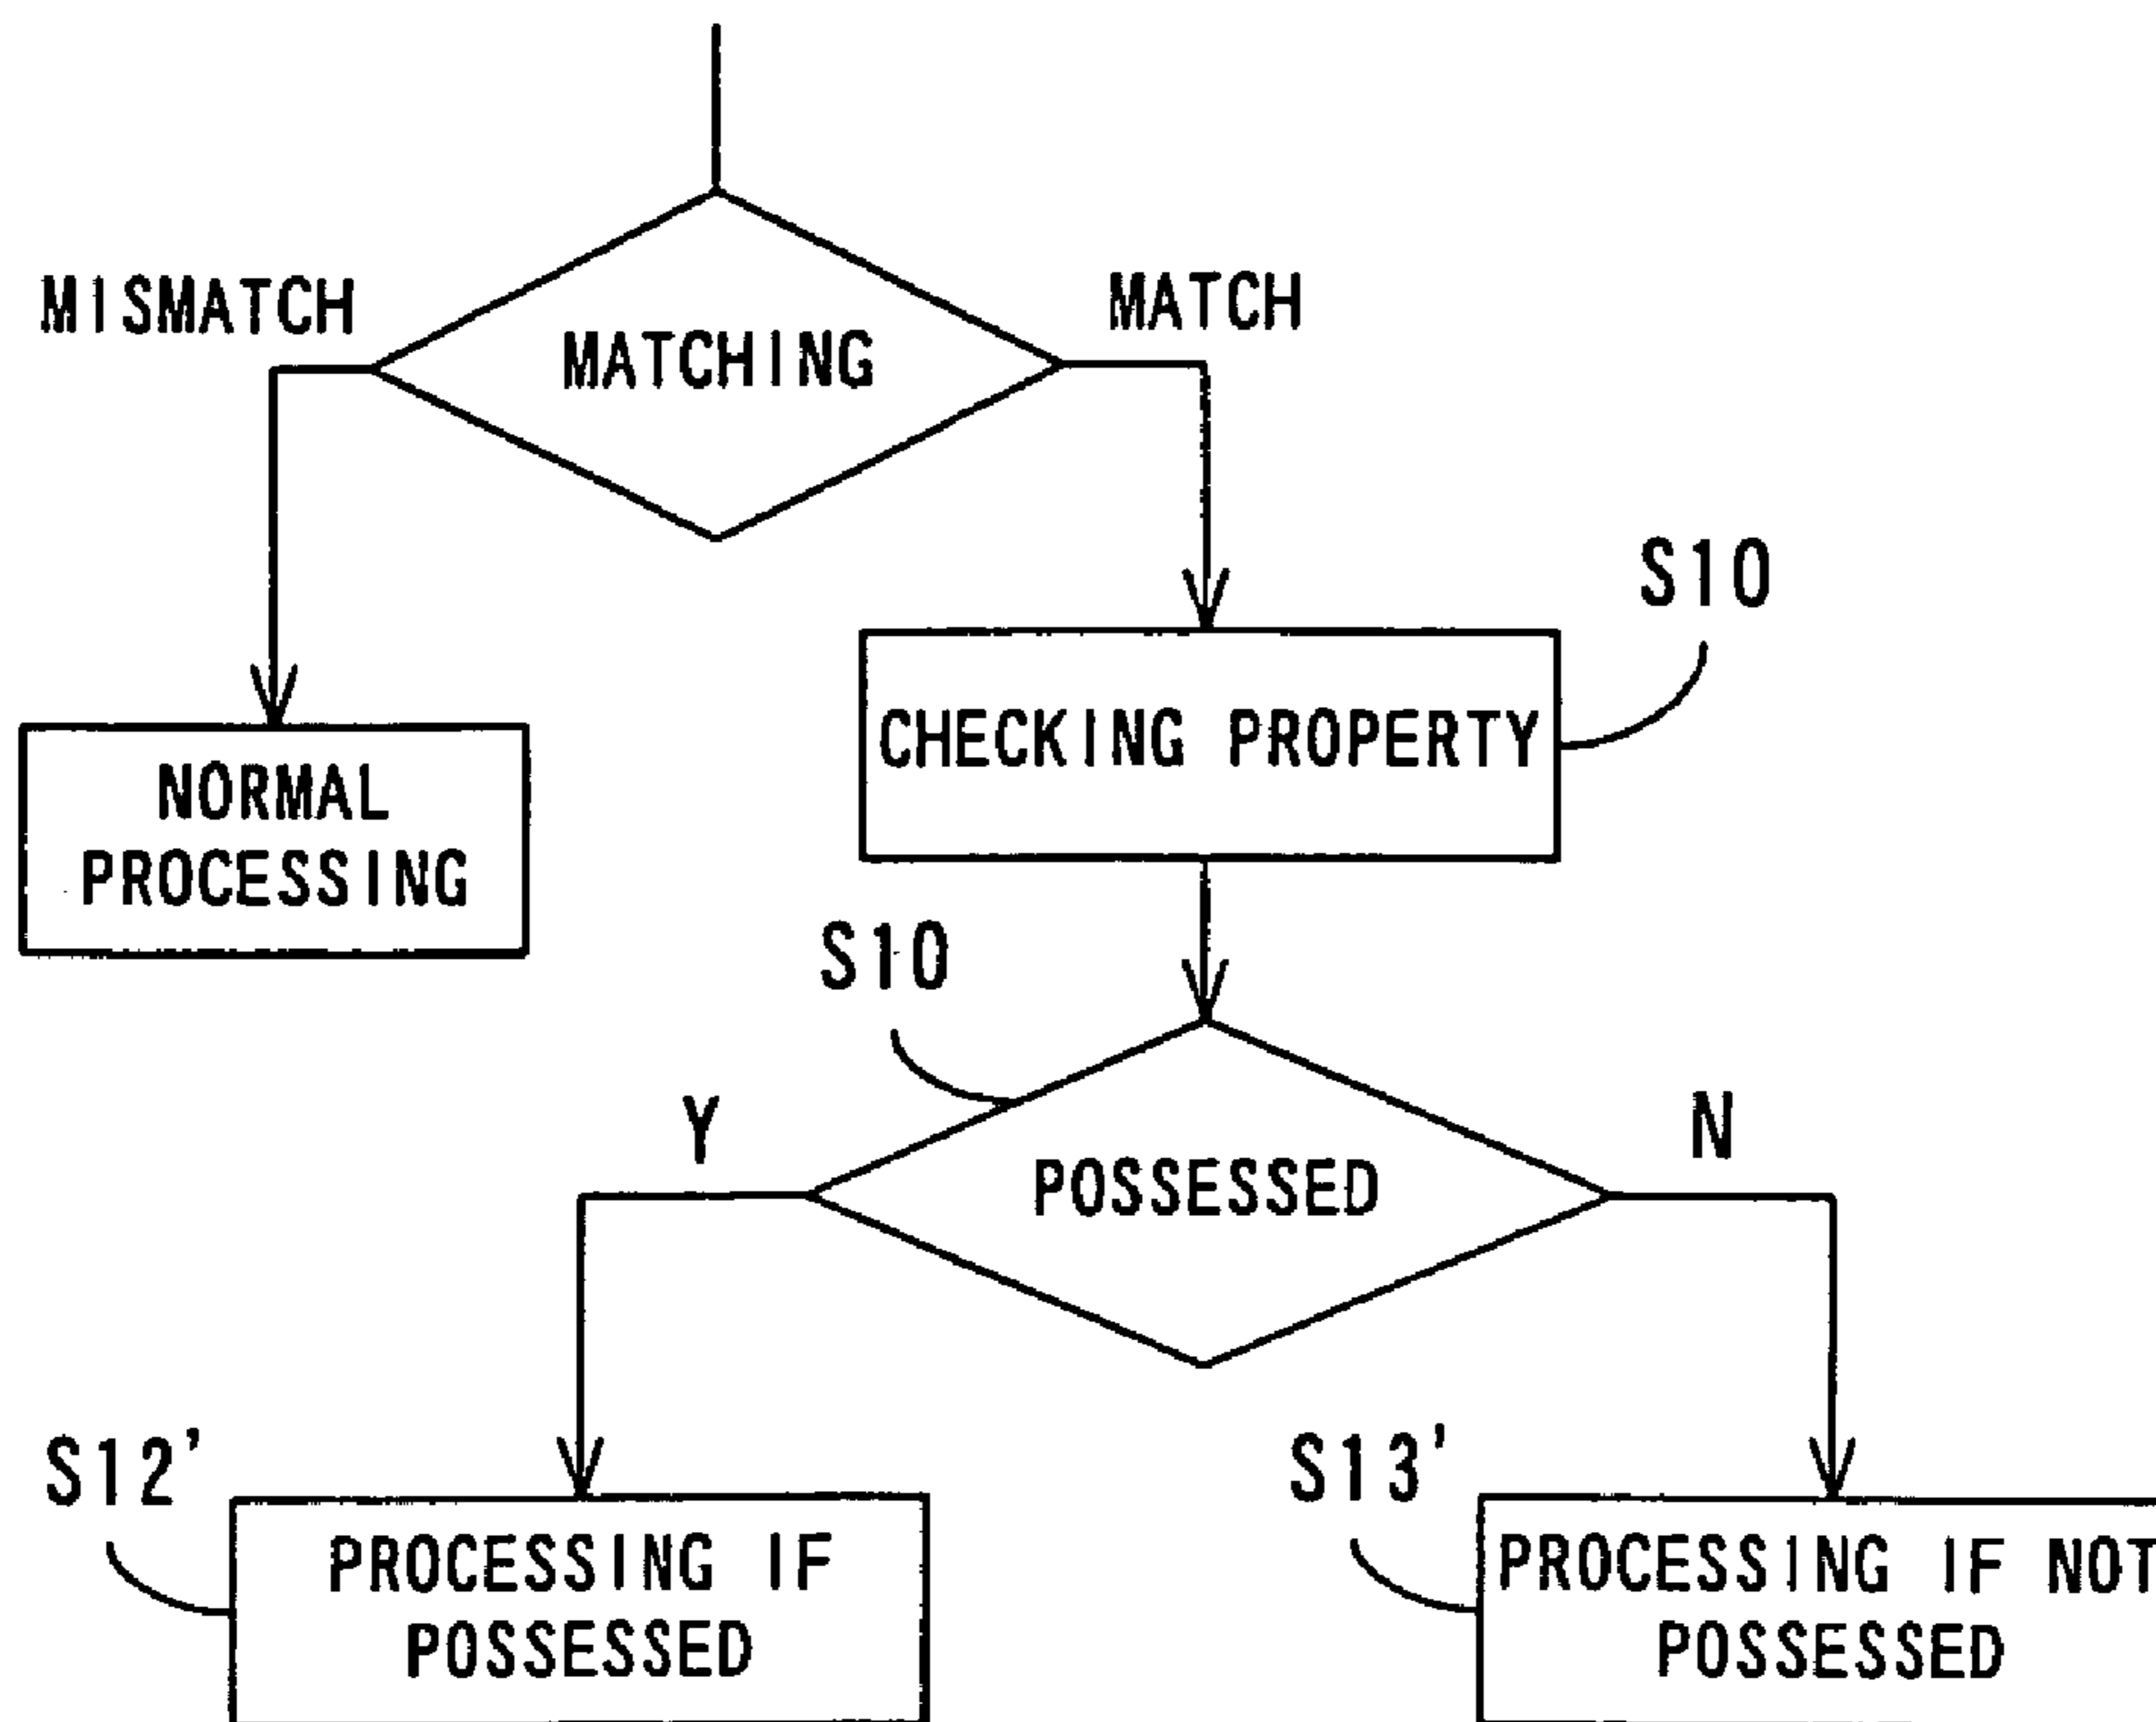 MISMATCH
MATCH
MATCHING
S10
CHECKING PROPERTY
NORMAL
PROCESSING
S10
Y
N
POSSESSED
S12'
PROCESSING IF
POSSESSED
S13'
PROCESSING IF NOT
POSSESSED